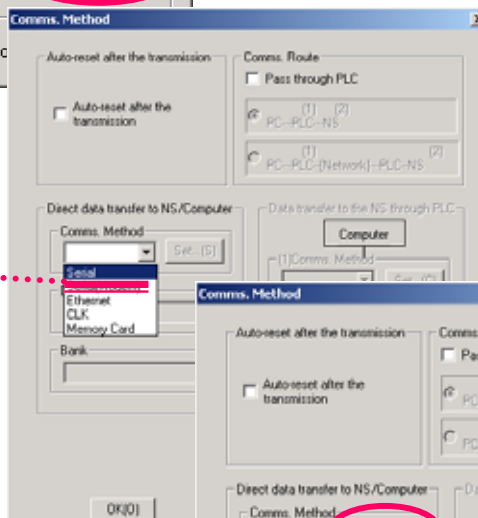 Comms. Method
Auto-reset after the transmission
Auto-reset after the
transmission
Comms. Route
Pass through PLC
(1) (2)
PC--PLC--NS
(1) (2)
PC--PLC-(Network)--PLC-NS
Direct data transfer to NS/Computer
Comms. Method
Set...(S)
Serial
Ethernet
CLK
Memory Card
Bank
Data transfer to the NS through PLC
Computer
(1)Comms. Method
OK(O)
Comms. Method
Auto-reset after the transmission
Auto-reset after the
transmission
Comms
PC
PC
Direct data transfer to NS/Computer
Comms. Method